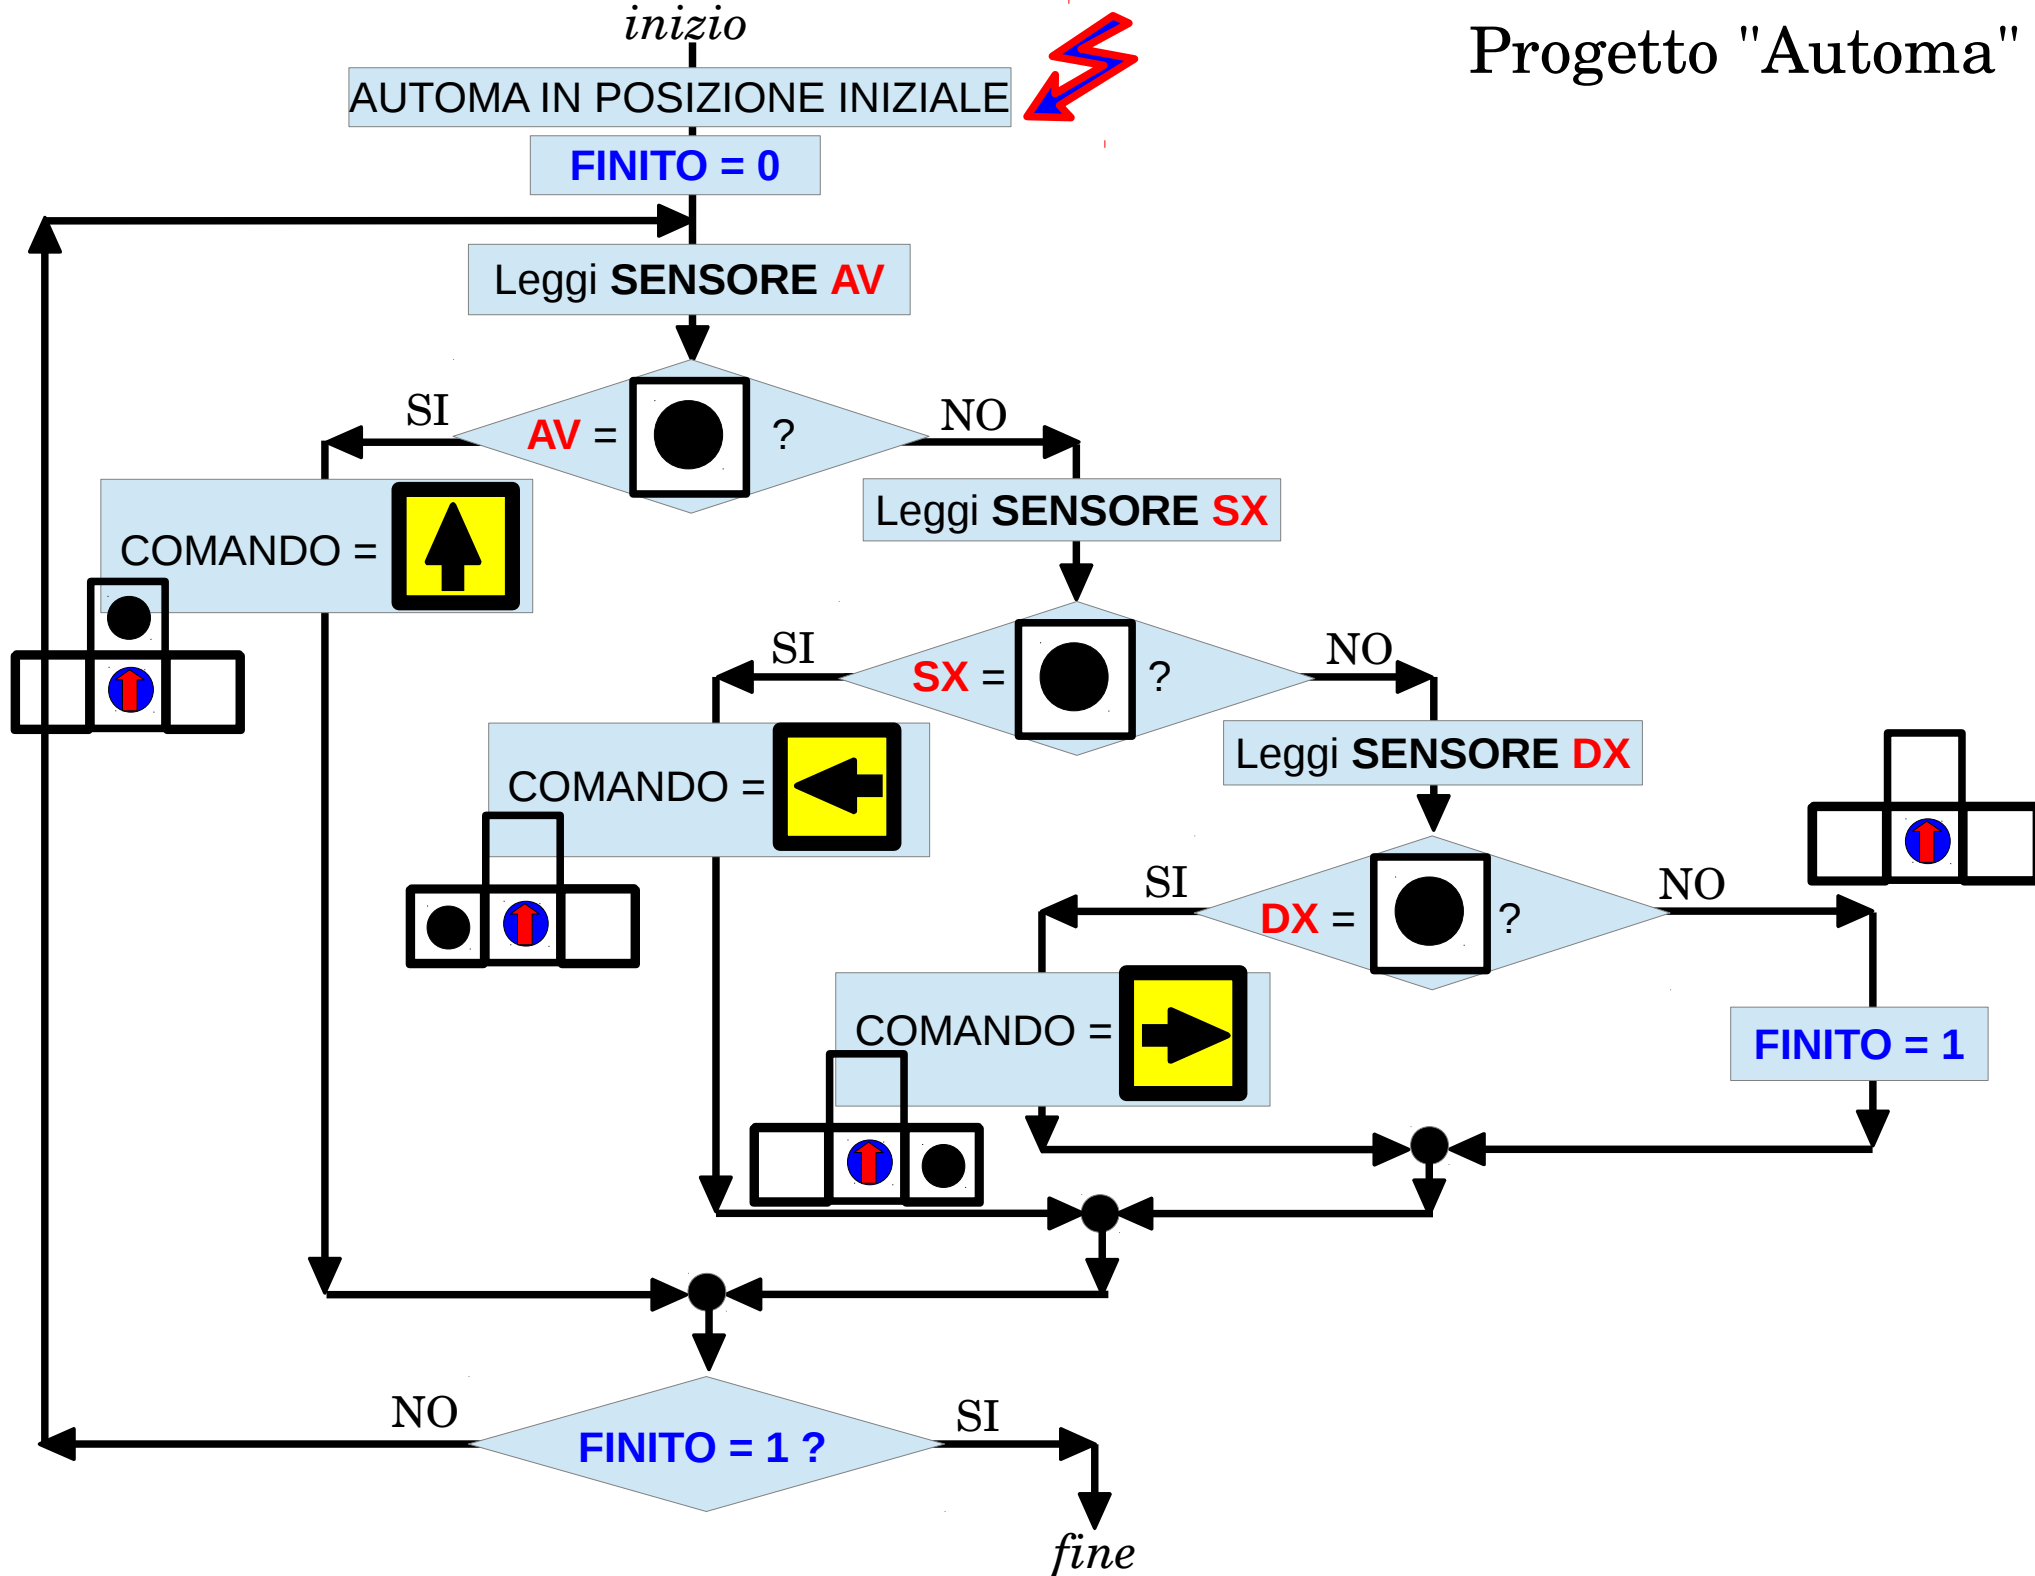 inizio
Progetto "Automa"
AUTOMA IN POSIZIONE INIZIALE
FINITO = 0
Leggi SENSORE AV
SI
AV = ?
NO
COMANDO =
Leggi SENSORE SX
SI
SX = ?
NO
COMANDO =
Leggi SENSORE DX
SI
DX = ?
NO
COMANDO =
FINITO = 1
NO
FINITO = 1 ?
SI
fine